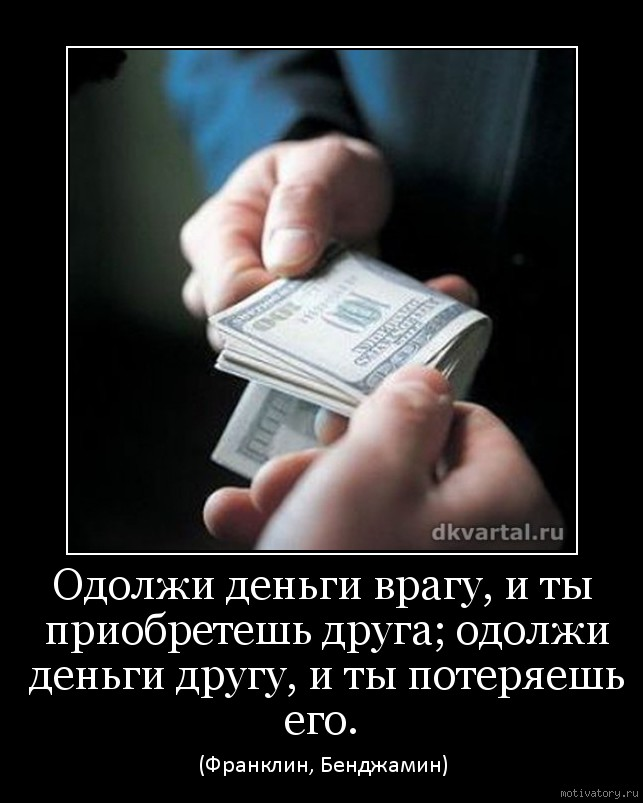 dkvartal.ru
Одолжи деньги врагу, и ты
приобретешь друга; одолжи
деньги другу, и ты потеряешь
его.
(Франклин, Бенджамин)
motivatory.ru